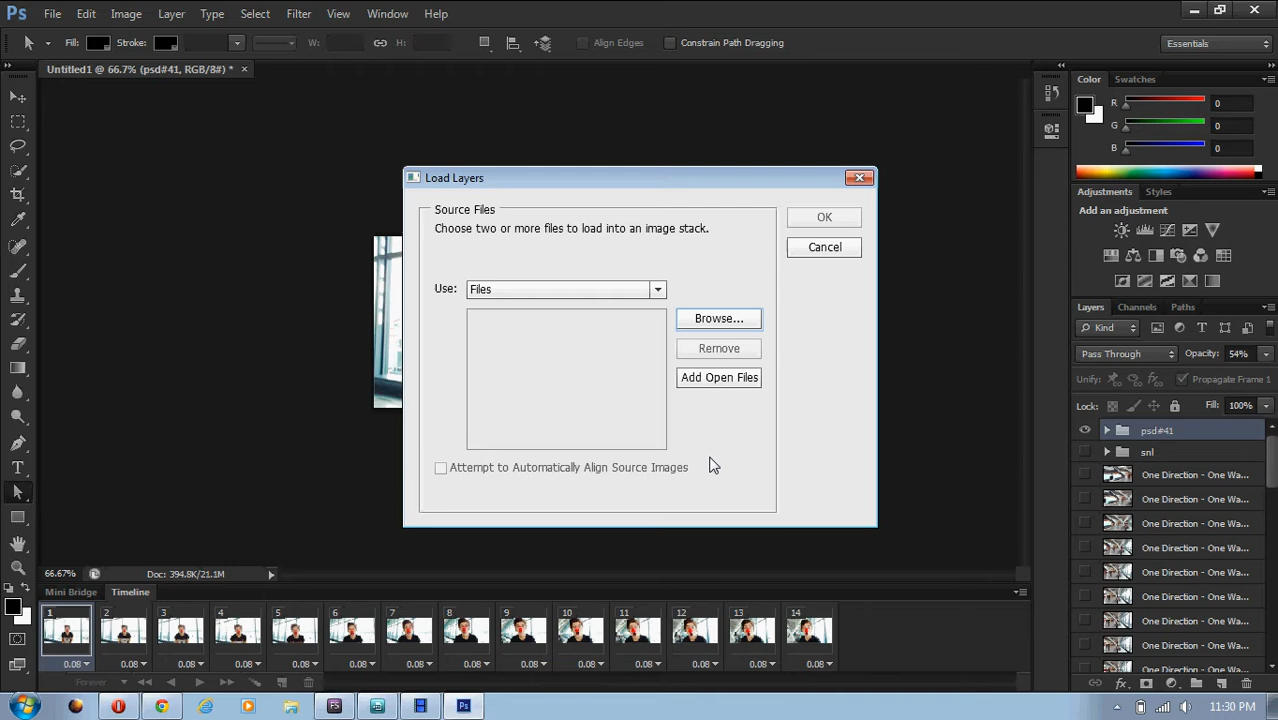 Ps File Edit Image Layer Type Select Filter View Window Help
Fill: Stroke: W: H: Align Edges Constrain Path Dragging Essentials
Untitled1 @ 66.7% (psd#41, RGB/8#) * ×
Color Swatches
R 0
G 0
B 0
Adjustments Styles
Add an adjustment
Load Layers
Source Files
Choose two or more files to load into an image stack.
OK
Cancel
Use: Files
Browse...
Remove
Add Open Files
Attempt to Automatically Align Source Images
Layers Channels Paths
Kind
Pass Through Opacity: 54%
Unify: Propagate Frame 1
Lock: Fill: 100%
psd#41
snl
One Direction - One Wa...
One Direction - One Wa...
One Direction - One Wa...
One Direction - One Wa...
One Direction - One Wa...
One Direction - One Wa...
One Direction - One Wa...
One Direction - One Wa...
One Direction - One Wa...
66.67% Doc: 394.8K/21.1M
Mini Bridge Timeline
1 2 3 4 5 6 7 8 9 10 11 12 13 14
0.08 0.08 0.08 0.08 0.08 0.08 0.08 0.08 0.08 0.08 0.08 0.08 0.08 0.08
Forever
FS Ps 11:30 PM